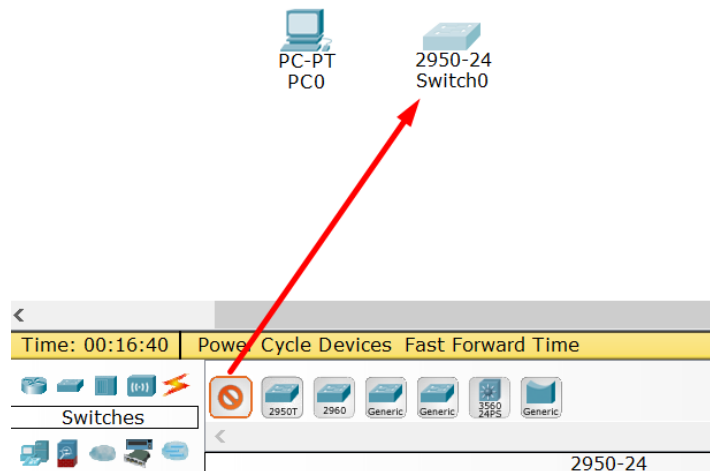 PC-PT
PC0
2950-24
Switch0
Time: 00:16:40
Power Cycle Devices Fast Forward Time
Switches
2950T
2960
Generic
Generic
3560
24PS
Generic
2950-24